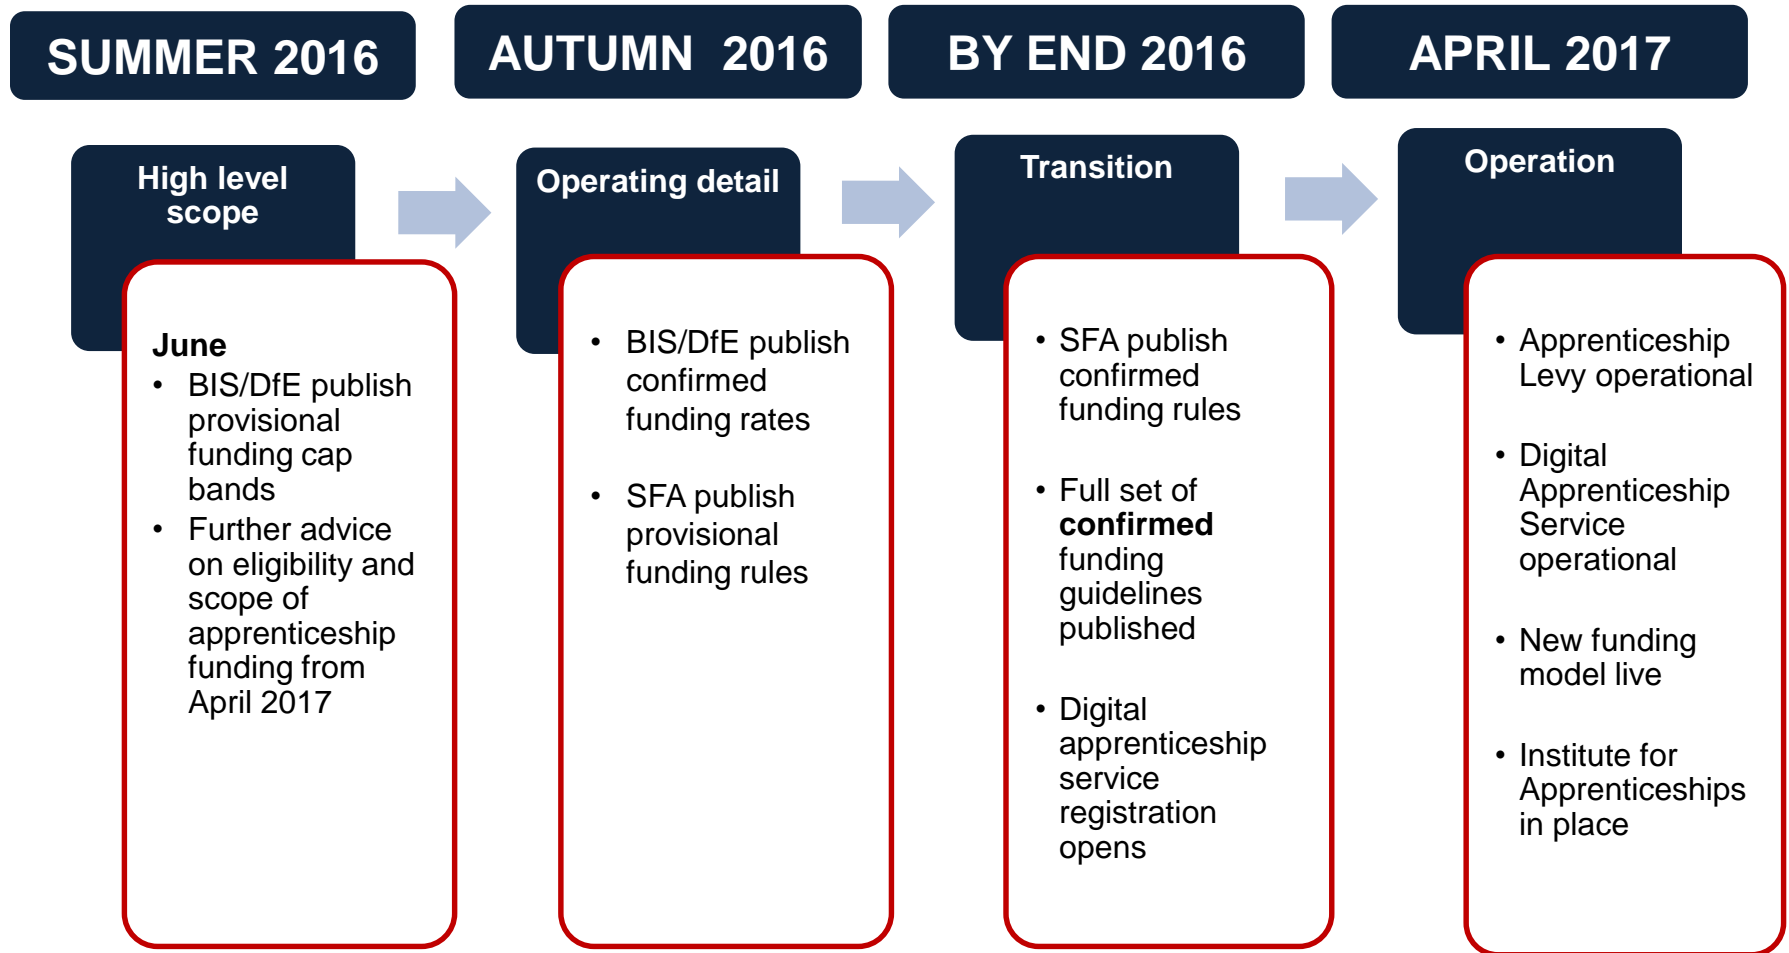 SUMMER 2016
AUTUMN 2016
BY END 2016
APRIL 2017
High level
scope
June
• BIS/DfE publish
provisional
funding cap
bands
• Further advice
on eligibility and
scope of
apprenticeship
funding from
April 2017
Operating detail
• BIS/DfE publish
confirmed
funding rates
• SFA publish
provisional
funding rules
Transition
• SFA publish
confirmed
funding rules
• Full set of
confirmed
funding
guidelines
published
• Digital
apprenticeship
service
registration
opens
Operation
• Apprenticeship
Levy operational
• Digital
Apprenticeship
Service
operational
• New funding
model live
• Institute for
Apprenticeships
in place